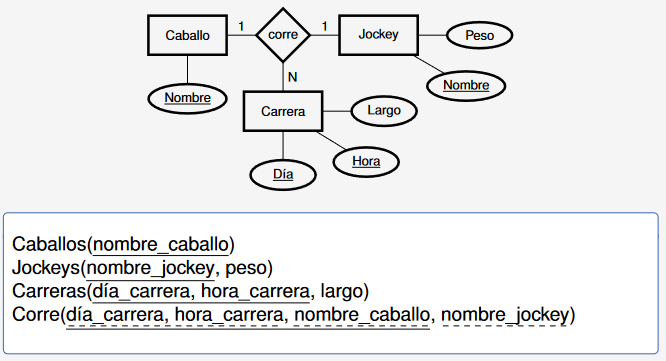 Caballo 1 corre 1 Jockey Peso
N
Nombre Nombre
Carrera Largo
Hora
Día
Caballos(nombre_caballo)
Jockeys(nombre_jockey, peso)
Carreras(día_carrera, hora_carrera, largo)
Corre(día_carrera, hora_carrera, nombre_caballo, nombre_jockey)